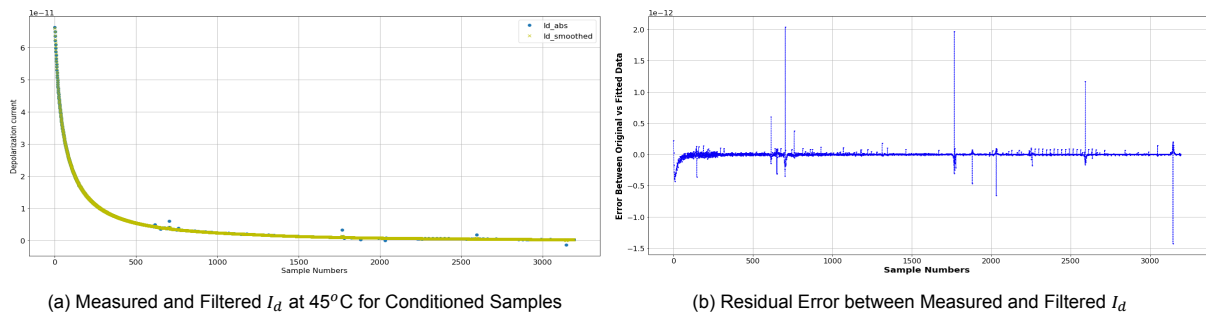 1e−11
6
5
4
3
2
1
0
0
500
1000
1500
2000
2500
3000
Depolarization current
Sample Numbers
Id_abs
Id_smoothed
1e−12
2.0
1.5
1.0
0.5
0.0
−0.5
−1.0
−1.5
0
500
1000
1500
2000
2500
3000
Error Between Original vs Fitted Data
Sample Numbers
(a) Measured and Filtered I_d at 45°C for Conditioned Samples
(b) Residual Error between Measured and Filtered I_d